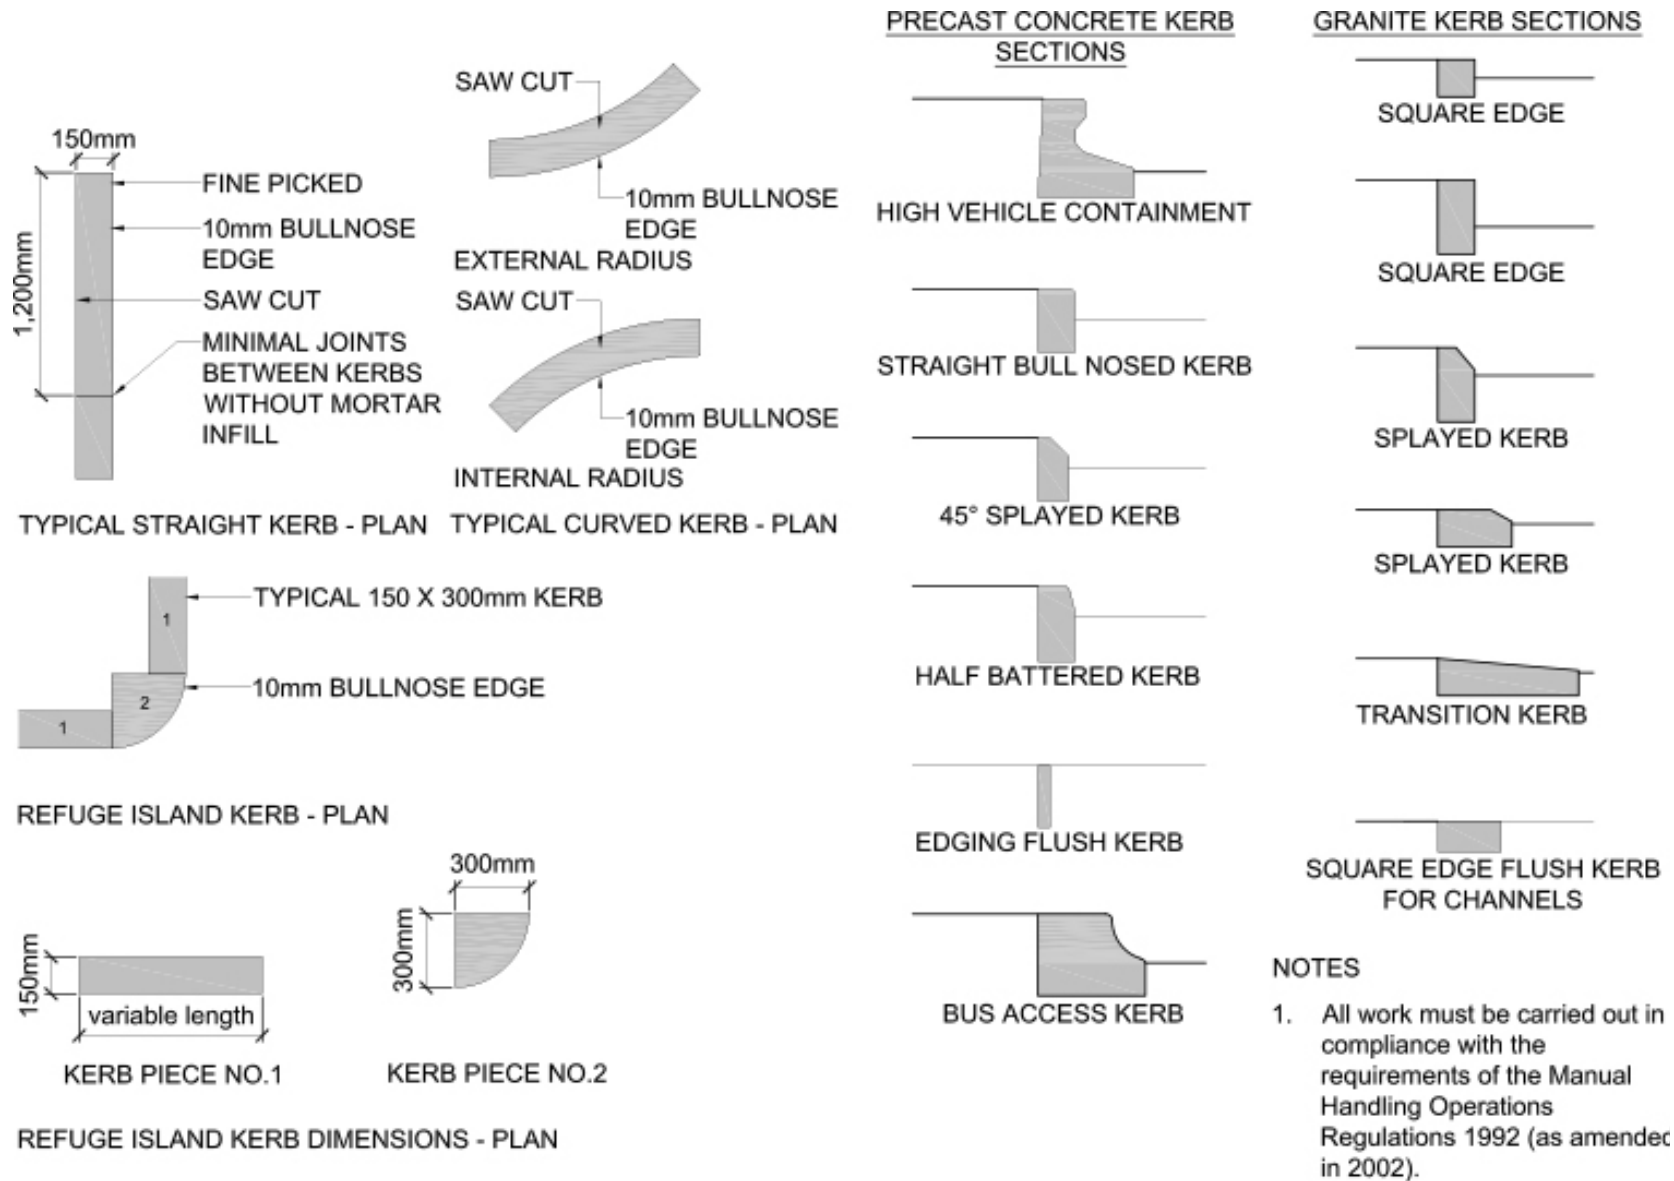 150mm
1,200mm
FINE PICKED
10mm BULLNOSE
EDGE
SAW CUT
MINIMAL JOINTS
BETWEEN KERBS
WITHOUT MORTAR
INFILL
TYPICAL STRAIGHT KERB - PLAN
SAW CUT
10mm BULLNOSE
EDGE
EXTERNAL RADIUS
SAW CUT
10mm BULLNOSE
EDGE
INTERNAL RADIUS
TYPICAL CURVED KERB - PLAN
1
TYPICAL 150 X 300mm KERB
2
10mm BULLNOSE EDGE
1
REFUGE ISLAND KERB - PLAN
150mm
variable length
KERB PIECE NO.1
300mm
300mm
KERB PIECE NO.2
REFUGE ISLAND KERB DIMENSIONS - PLAN
PRECAST CONCRETE KERB
SECTIONS
HIGH VEHICLE CONTAINMENT
STRAIGHT BULL NOSED KERB
45° SPLAYED KERB
HALF BATTERED KERB
EDGING FLUSH KERB
BUS ACCESS KERB
GRANITE KERB SECTIONS
SQUARE EDGE
SQUARE EDGE
SPLAYED KERB
SPLAYED KERB
TRANSITION KERB
SQUARE EDGE FLUSH KERB
FOR CHANNELS
NOTES
1. All work must be carried out in
compliance with the
requirements of the Manual
Handling Operations
Regulations 1992 (as amended
in 2002).